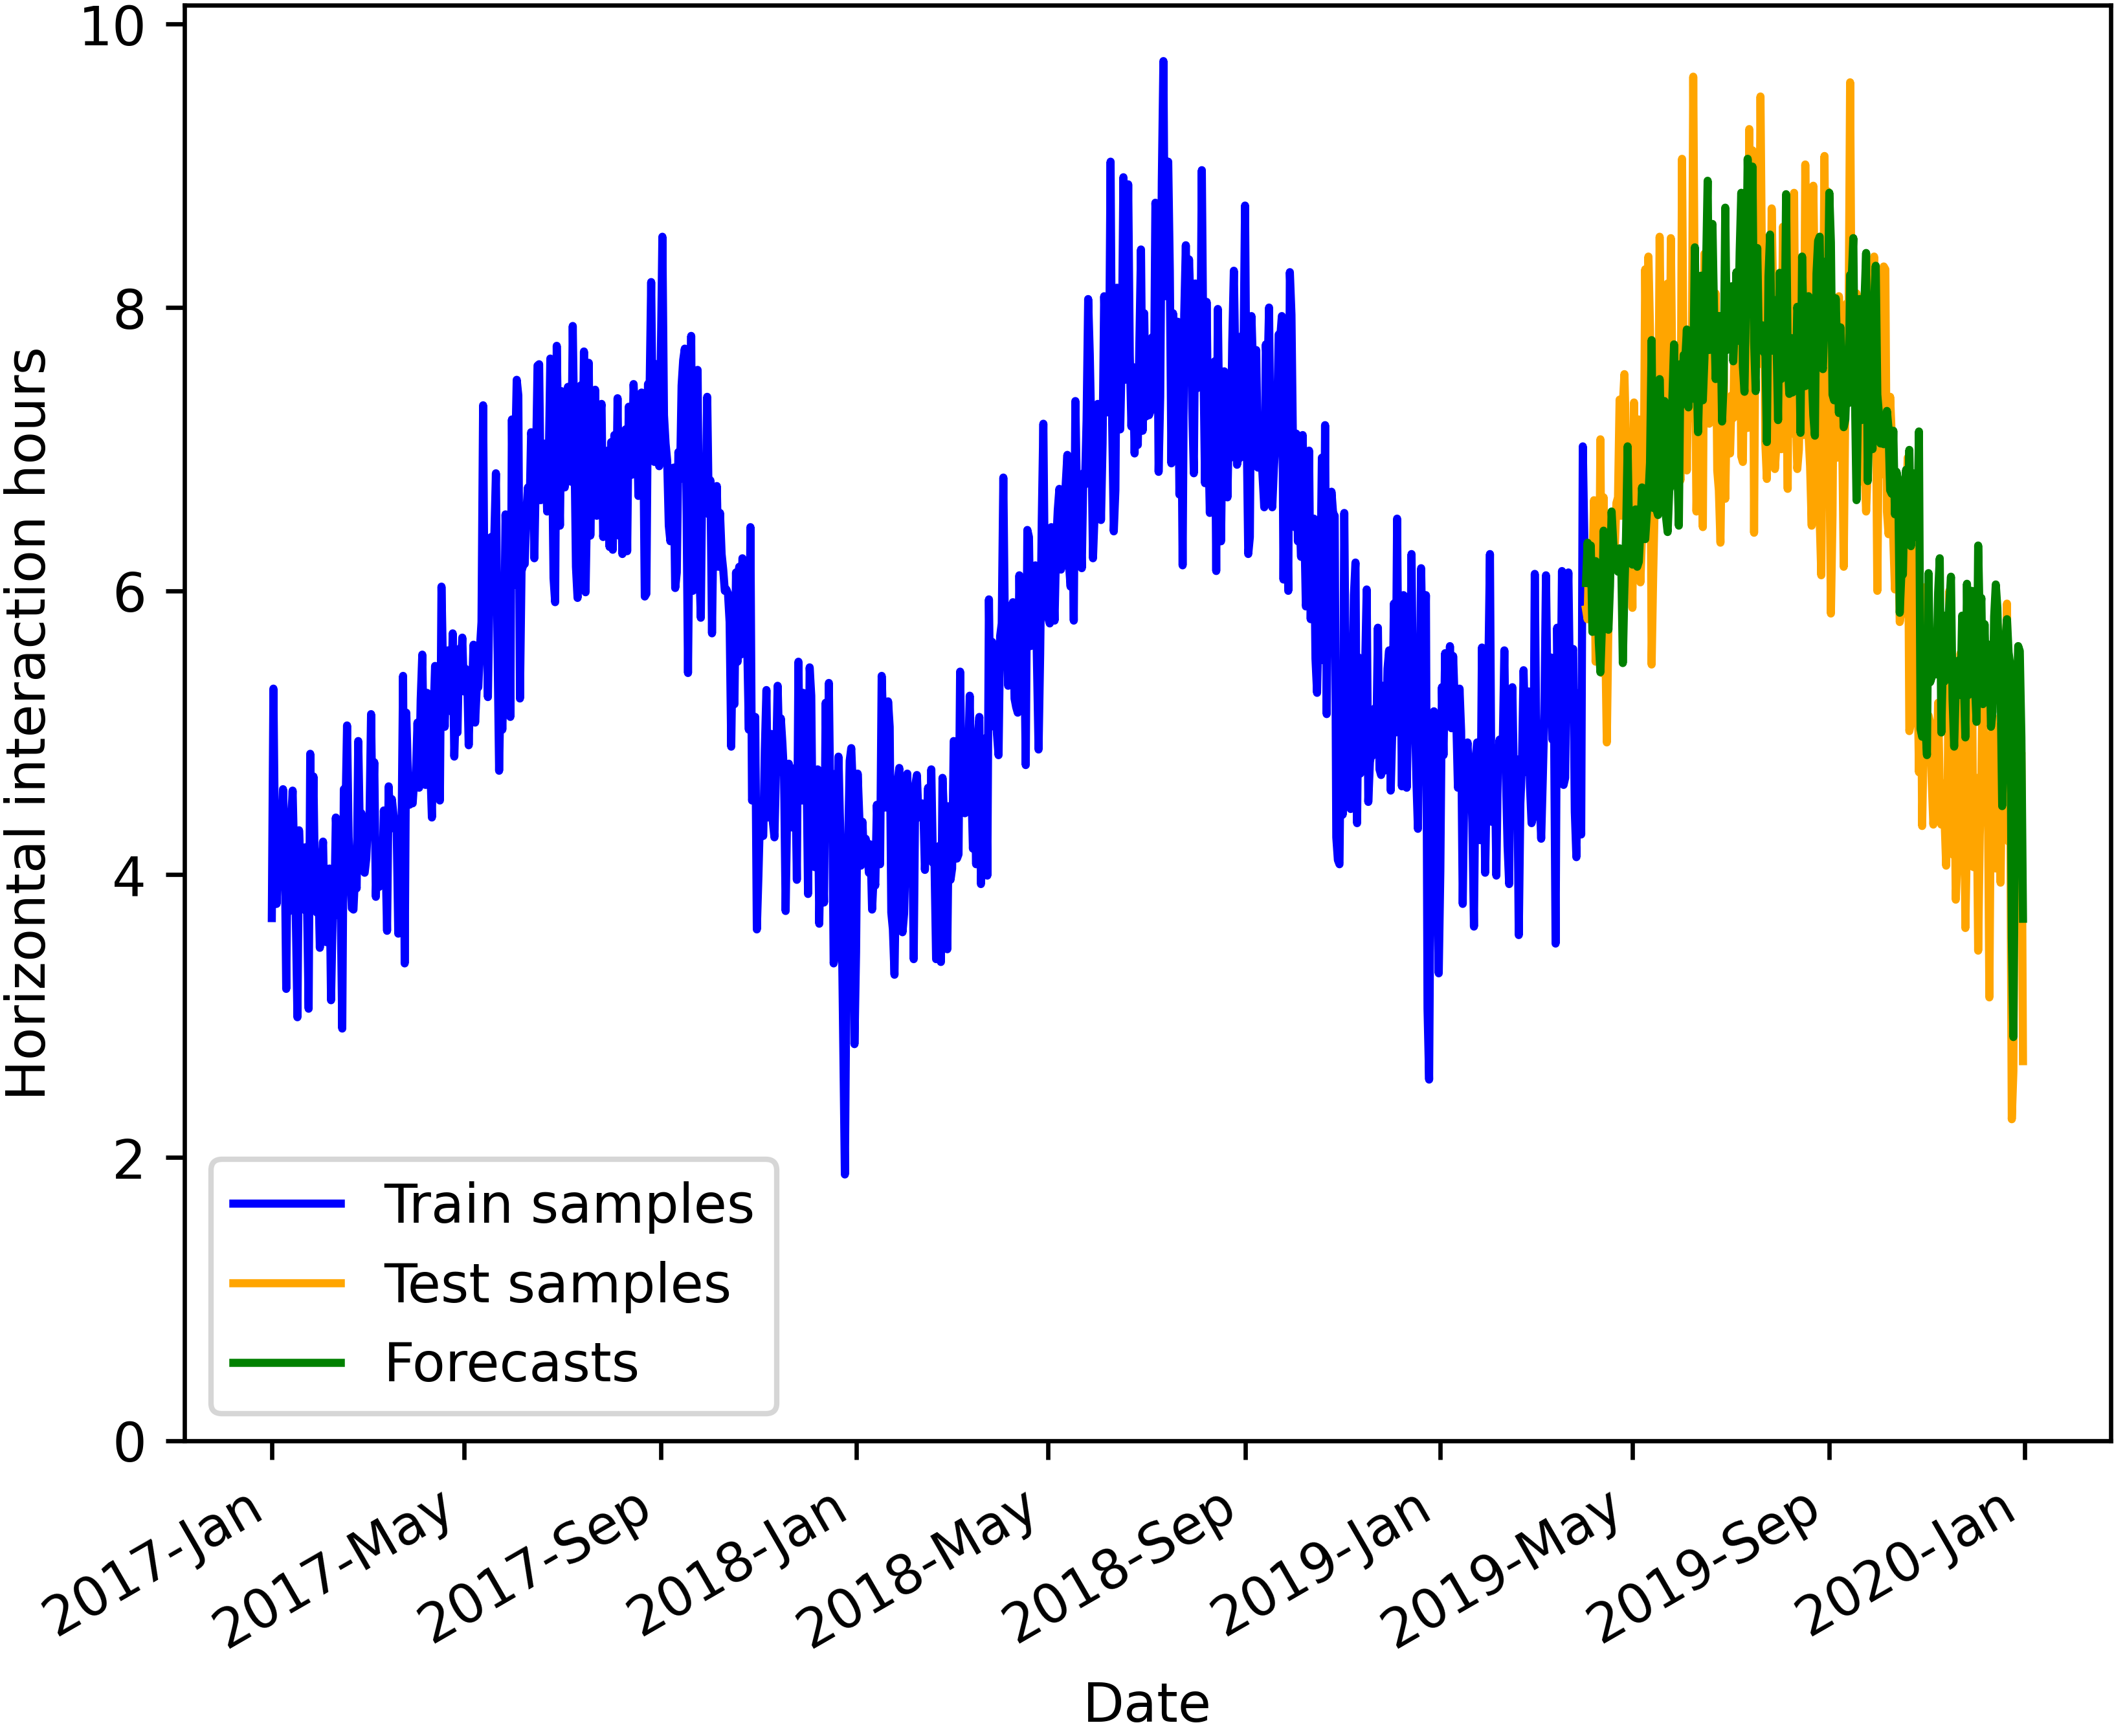 Horizontal interaction hours
10
8
6
4
2
0
Train samples
Test samples
Forecasts
2017-Jan
2017-May
2017-Sep
2018-Jan
2018-May
2018-Sep
2019-Jan
2019-May
2019-Sep
2020-Jan
Date